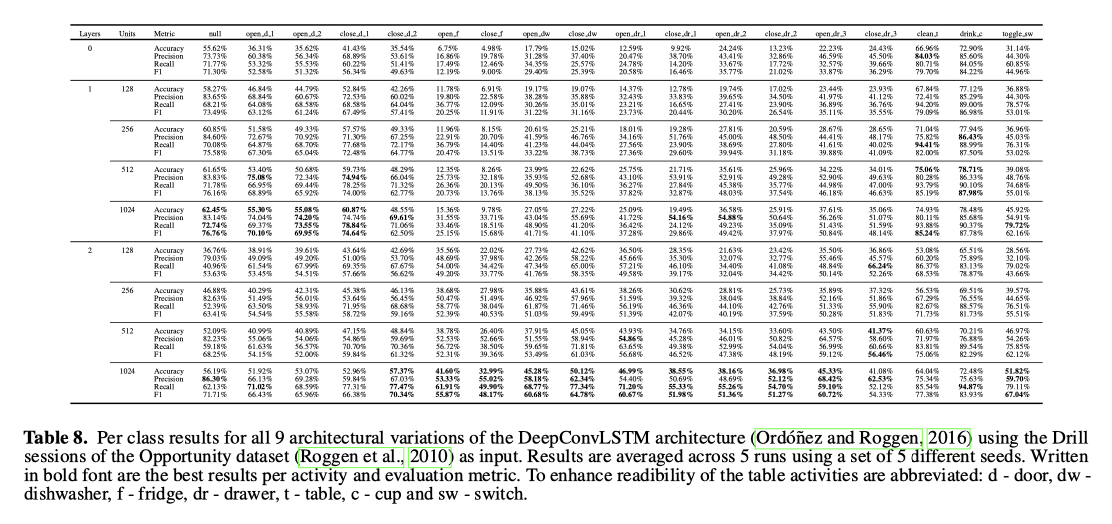 Layers Units Metric null open_d_1 open_d_2 close_d_1 close_d_2 open_f close_f open_dw close_dw open_dr_1 close_dr_1 open_dr_2 close_dr_2 open_dr_3 close_dr_3 clean_t drink_c toggle_sw
0 Accuracy 55.62% 36.31% 35.62% 41.43% 35.54% 6.75% 4.98% 17.79% 15.02% 12.59% 9.92% 24.24% 13.23% 22.23% 24.43% 66.96% 72.90% 31.14%
Precision 73.73% 60.38% 56.34% 68.89% 53.61% 16.86% 19.78% 31.28% 37.40% 20.47% 38.70% 43.41% 32.86% 46.59% 45.50% 84.03% 85.60% 44.30%
Recall 71.77% 53.32% 55.53% 60.22% 55.41% 17.49% 12.46% 34.35% 25.57% 24.78% 14.20% 33.67% 17.72% 32.57% 39.66% 80.71% 84.05% 60.85%
F1 71.30% 52.58% 51.32% 56.34% 49.63% 12.19% 9.00% 29.40% 25.39% 20.58% 16.46% 35.77% 21.02% 33.87% 36.29% 79.70% 84.22% 44.96%
1 128 Accuracy 58.27% 46.84% 44.79% 52.84% 42.26% 11.78% 6.91% 19.17% 19.07% 14.37% 12.78% 19.74% 17.02% 23.44% 23.93% 67.84% 77.12% 36.88%
Precision 83.65% 68.84% 60.67% 72.53% 60.02% 19.80% 22.58% 38.28% 35.88% 32.43% 33.83% 39.65% 34.50% 41.97% 41.12% 72.41% 85.29% 44.30%
Recall 68.21% 64.08% 68.58% 68.58% 64.04% 36.77% 12.09% 30.26% 35.01% 23.21% 16.65% 27.41% 23.90% 36.89% 36.76% 94.20% 89.00% 78.57%
F1 73.49% 63.12% 61.24% 67.49% 57.41% 20.25% 11.91% 31.22% 31.16% 23.73% 20.44% 30.20% 26.54% 35.11% 35.55% 79.09% 86.98% 53.01%
256 Accuracy 60.85% 51.58% 49.33% 57.57% 49.33% 11.96% 8.15% 20.61% 25.21% 18.01% 19.28% 27.81% 20.59% 28.67% 28.65% 71.04% 77.94% 36.96%
Precision 84.60% 72.67% 70.92% 71.30% 67.25% 22.91% 20.70% 41.59% 46.76% 34.16% 51.76% 45.00% 48.50% 44.41% 48.17% 75.82% 86.43% 45.03%
Recall 70.08% 64.87% 68.70% 77.68% 72.17% 36.79% 14.40% 41.23% 44.04% 27.56% 23.90% 38.69% 27.80% 41.61% 40.02% 94.41% 88.99% 76.31%
F1 75.58% 67.30% 65.04% 72.48% 64.77% 20.47% 13.51% 33.22% 38.73% 27.36% 29.60% 39.94% 31.18% 39.88% 41.09% 82.00% 87.50% 53.02%
512 Accuracy 61.65% 53.40% 50.68% 59.73% 48.29% 12.35% 8.26% 23.99% 22.62% 25.75% 21.71% 35.61% 25.96% 34.22% 34.01% 75.06% 78.71% 39.08%
Precision 83.83% 75.08% 72.34% 74.94% 66.04% 25.73% 32.18% 35.93% 52.68% 43.10% 53.91% 52.91% 49.28% 52.90% 49.63% 80.28% 86.33% 48.76%
Recall 71.78% 66.95% 69.44% 78.25% 71.32% 26.36% 20.13% 49.50% 36.10% 36.27% 27.84% 45.38% 35.77% 44.98% 47.00% 93.79% 90.10% 74.68%
F1 76.16% 68.89% 65.92% 74.00% 62.77% 20.73% 13.64% 37.78% 35.52% 37.82% 32.87% 48.03% 37.54% 46.18% 46.63% 85.19% 87.98% 55.01%
1024 Accuracy 62.45% 55.30% 55.08% 60.87% 48.55% 15.36% 9.78% 27.05% 27.22% 25.09% 19.49% 36.58% 25.91% 37.61% 35.06% 74.93% 78.48% 45.92%
Precision 83.14% 74.04% 74.20% 74.74% 69.61% 31.55% 33.71% 43.04% 55.69% 41.72% 54.16% 54.88% 50.64% 56.26% 51.07% 80.11% 85.68% 54.91%
Recall 72.74% 69.37% 73.55% 78.84% 71.06% 33.46% 18.51% 48.90% 41.20% 36.42% 24.12% 49.23% 35.09% 51.43% 51.59% 93.88% 90.37% 79.72%
F1 76.76% 70.10% 69.95% 74.64% 62.50% 25.15% 15.68% 41.71% 41.10% 37.28% 29.86% 49.42% 37.97% 50.84% 48.14% 85.24% 87.78% 62.16%
2 128 Accuracy 36.76% 38.91% 39.61% 43.64% 42.69% 35.56% 22.02% 27.73% 42.62% 36.50% 28.35% 21.63% 23.42% 35.50% 36.86% 53.08% 65.51% 28.56%
Precision 79.03% 49.09% 49.20% 51.00% 53.70% 48.69% 37.98% 42.26% 58.22% 45.66% 35.30% 32.07% 32.77% 55.46% 45.57% 60.20% 75.89% 32.10%
Recall 40.96% 61.54% 67.99% 69.35% 67.67% 54.00% 34.42% 47.34% 65.00% 57.21% 46.10% 34.40% 41.08% 48.84% 66.24% 86.37% 83.13% 79.02%
F1 53.63% 53.45% 54.51% 57.66% 56.62% 49.20% 33.77% 41.76% 58.35% 49.58% 39.17% 32.04% 34.42% 50.14% 52.26% 68.53% 78.87% 43.66%
256 Accuracy 46.88% 40.29% 42.31% 45.38% 46.13% 38.68% 27.98% 35.88% 43.61% 38.26% 30.62% 28.81% 25.73% 35.89% 37.32% 56.53% 69.51% 39.57%
Precision 82.63% 51.49% 56.01% 53.64% 56.45% 50.47% 51.49% 46.92% 57.96% 51.59% 39.32% 38.04% 38.84% 52.16% 51.86% 67.29% 76.55% 44.65%
Recall 52.39% 63.50% 58.93% 71.95% 68.68% 58.77% 38.04% 61.87% 71.46% 56.19% 46.36% 44.10% 42.76% 51.33% 55.90% 82.67% 88.57% 76.51%
F1 63.41% 54.54% 55.58% 58.72% 59.16% 52.39% 40.53% 51.03% 59.49% 51.39% 42.07% 40.19% 37.59% 50.28% 51.83% 71.73% 81.73% 55.51%
512 Accuracy 52.09% 40.99% 40.89% 47.15% 48.84% 38.78% 26.40% 37.91% 45.05% 43.93% 34.76% 34.15% 33.60% 43.50% 41.37% 60.63% 70.21% 46.97%
Precision 82.23% 55.06% 54.86% 54.86% 69.69% 52.53% 52.66% 51.55% 58.94% 54.86% 45.28% 46.01% 50.82% 64.57% 58.60% 71.97% 76.88% 54.26%
Recall 59.18% 61.63% 56.57% 70.70% 70.36% 56.72% 38.50% 59.65% 71.81% 63.65% 49.38% 52.99% 54.04% 56.99% 60.66% 83.81% 89.54% 75.85%
F1 68.25% 54.15% 52.00% 59.84% 61.32% 52.31% 39.36% 53.49% 61.03% 56.68% 46.52% 47.38% 48.19% 59.12% 56.46% 75.06% 82.29% 62.12%
1024 Accuracy 56.19% 51.92% 53.07% 52.96% 57.37% 41.60% 32.99% 45.28% 50.12% 46.99% 38.55% 38.16% 36.98% 45.33% 41.08% 64.04% 72.48% 51.82%
Precision 86.30% 66.13% 69.28% 59.84% 67.03% 53.33% 55.02% 58.18% 62.34% 54.40% 50.69% 48.69% 52.12% 68.42% 62.53% 75.34% 75.63% 59.70%
Recall 62.13% 71.02% 68.59% 77.31% 77.47% 61.91% 49.90% 68.77% 77.34% 71.20% 55.33% 55.26% 54.70% 59.10% 52.12% 85.54% 94.87% 79.11%
F1 71.71% 66.43% 65.96% 66.38% 70.34% 55.87% 48.17% 60.68% 64.78% 60.67% 51.98% 51.36% 51.27% 60.72% 54.33% 77.38% 83.93% 67.04%
Table 8. Per class results for all 9 architectural variations of the DeepConvLSTM architecture (Ordóñez and Roggen, 2016) using the Drill
sessions of the Opportunity dataset (Roggen et al., 2010) as input. Results are averaged across 5 runs using a set of 5 different seeds. Written
in bold font are the best results per activity and evaluation metric. To enhance readibility of the table activities are abbreviated: d - door, dw -
dishwasher, f - fridge, dr - drawer, t - table, c - cup and sw - switch.